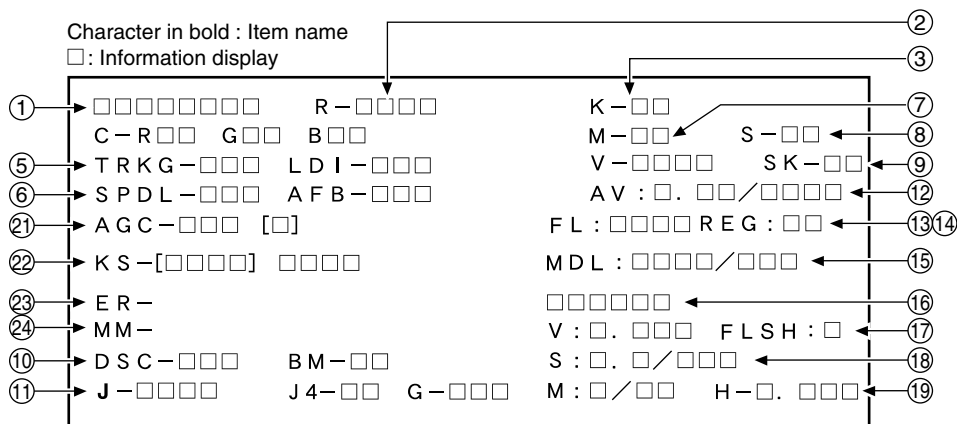 Character in bold : Item name
□ : Information display
②
③
① □□□□□□□□ R−□□□□ K−□□
C−R□□ G□□ B□□ M−□□ ⑦ S−□□ ⑧
⑤ TRKG−□□□ LDI−□□□ V−□□□□ SK−□□ ⑨
⑥ SPDL−□□□ AFB−□□□ AV:□. □□/□□□□ ⑫
㉑ AGC−□□□ [□] FL:□□□□ REG:□□ ⑬⑭
㉒ KS−[□□□□] □□□□ MDL:□□□□/□□□ ⑮
㉓ ER− □□□□□□ ⑯
㉔ MM− V:□. □□□ FLSH:□ ⑰
⑩ DSC−□□□ BM−□□ S:□. □/□□□ ⑱
⑪ J−□□□□ J4−□□ G−□□□ M:□/□□ H−□. □□□ ⑲